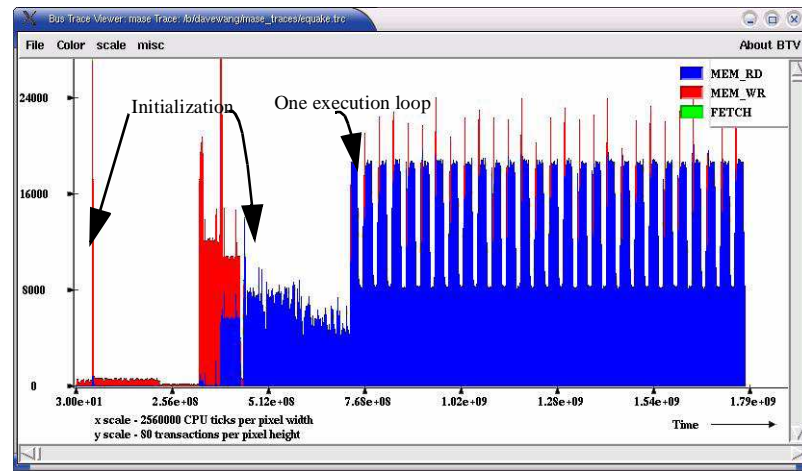 Bus Trace Viewer: mase Trace: /b/davewang/mase_traces/equake.trc
File Color scale misc About BTV
24000
MEM_RD
MEM_WR
FETCH
Initialization
One execution loop
16000
8000
0
3.00e+01 2.56e+08 5.12e+08 7.68e+08 1.02e+09 1.28e+09 1.54e+09 1.79e+09
x scale - 2560000 CPU ticks per pixel width
y scale - 80 transactions per pixel height
Time